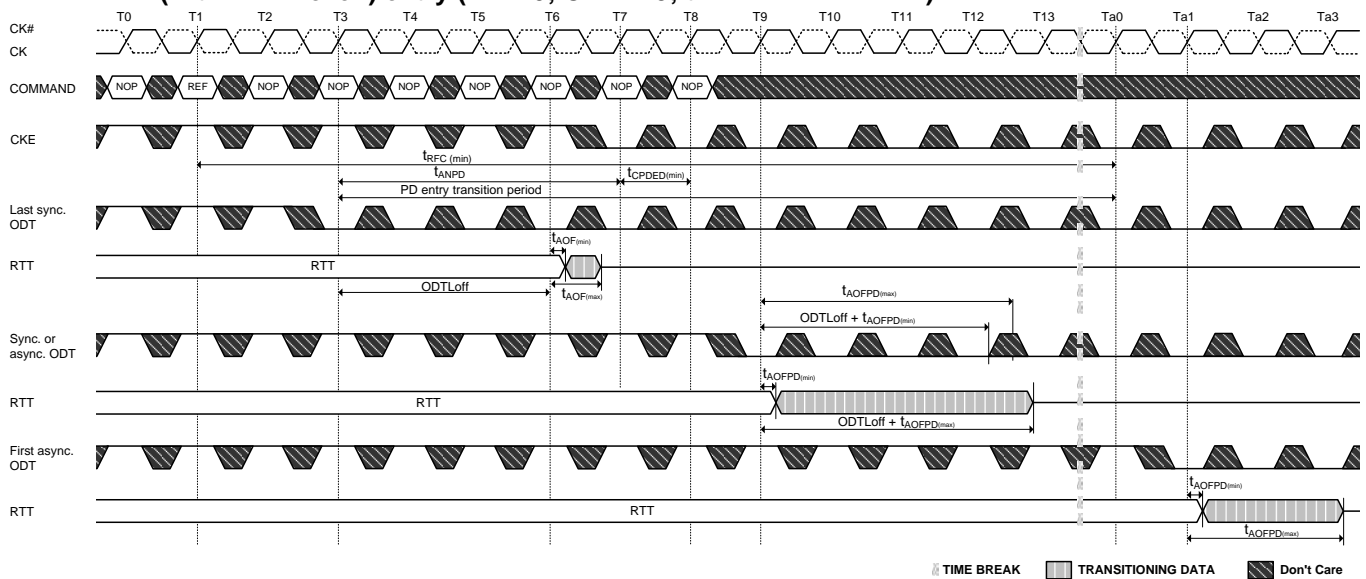 T0 T1 T2 T3 T4 T5 T6 T7 T8 T9 T10 T11 T12 T13 Ta0 Ta1 Ta2 Ta3
CK#
CK
COMMAND NOP REF NOP NOP NOP NOP NOP NOP NOP
CKE
tRFC (min)
tANPD tCPDED(min)
PD entry transition period
Last sync.
ODT
tAOF(min)
RTT RTT
ODTLoff tAOF(max)
tAOFPD(max)
ODTLoff + tAOFPD(min)
Sync. or
async. ODT
tAOFPD(min)
RTT RTT
ODTLoff + tAOFPD(max)
First async.
ODT
tAOFPD(min)
RTT RTT
tAOFPD(max)
TIME BREAK TRANSITIONING DATA Don't Care